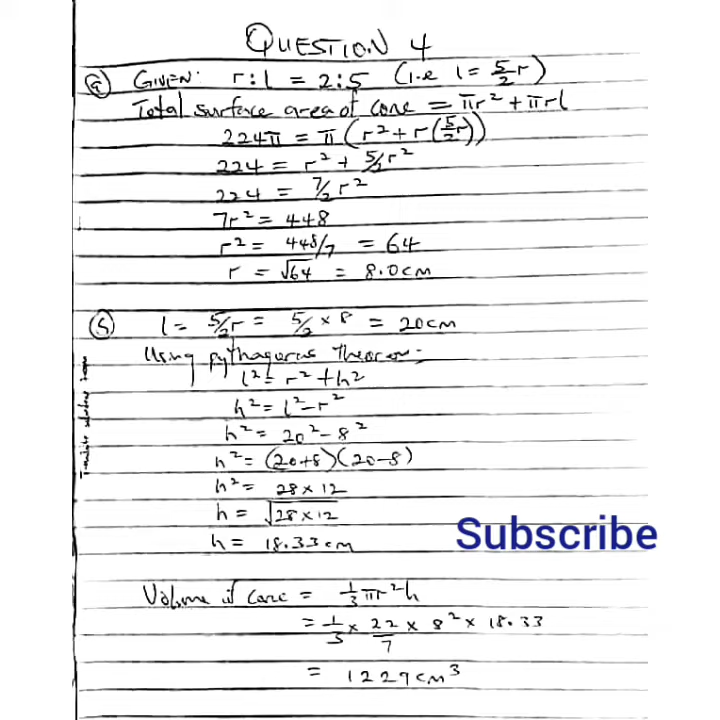 QUESTION 4
(a) GIVEN: r:l = 2:5 (i.e l = 5/2 r)
Total surface area of cone = πr² + πrl
224π = π(r² + r(5/2 r))
224 = r² + 5/2 r²
224 = 7/2 r²
7r² = 448
r² = 448/7 = 64
r = √64 = 8.0cm
l = 5/2 r = 5/2 × 8 = 20cm
Using pythagoras Theorem:
l² = r² + h²
h² = l² - r²
h² = 20² - 8²
h² = (20+8)(20-8)
h² = 28 × 12
h = √28 × 12
h = 18.33cm
Subscribe
Volume of cone = 1/3 πr²h
= 1/3 × 22/7 × 8² × 18.33
= 1229cm³